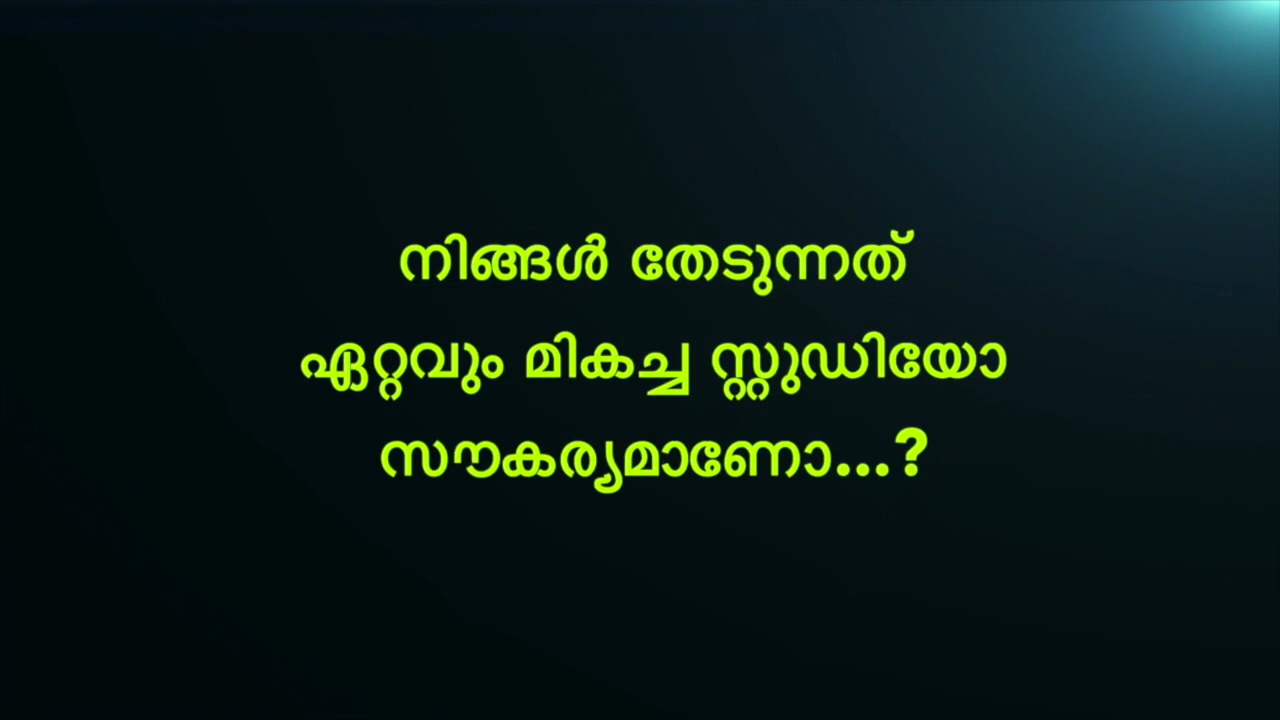 നിങ്ങൾ തേടുന്നത്
ഏറ്റവും മികച്ച സ്റ്റുഡിയോ
സൗകര്യമാണോ...?